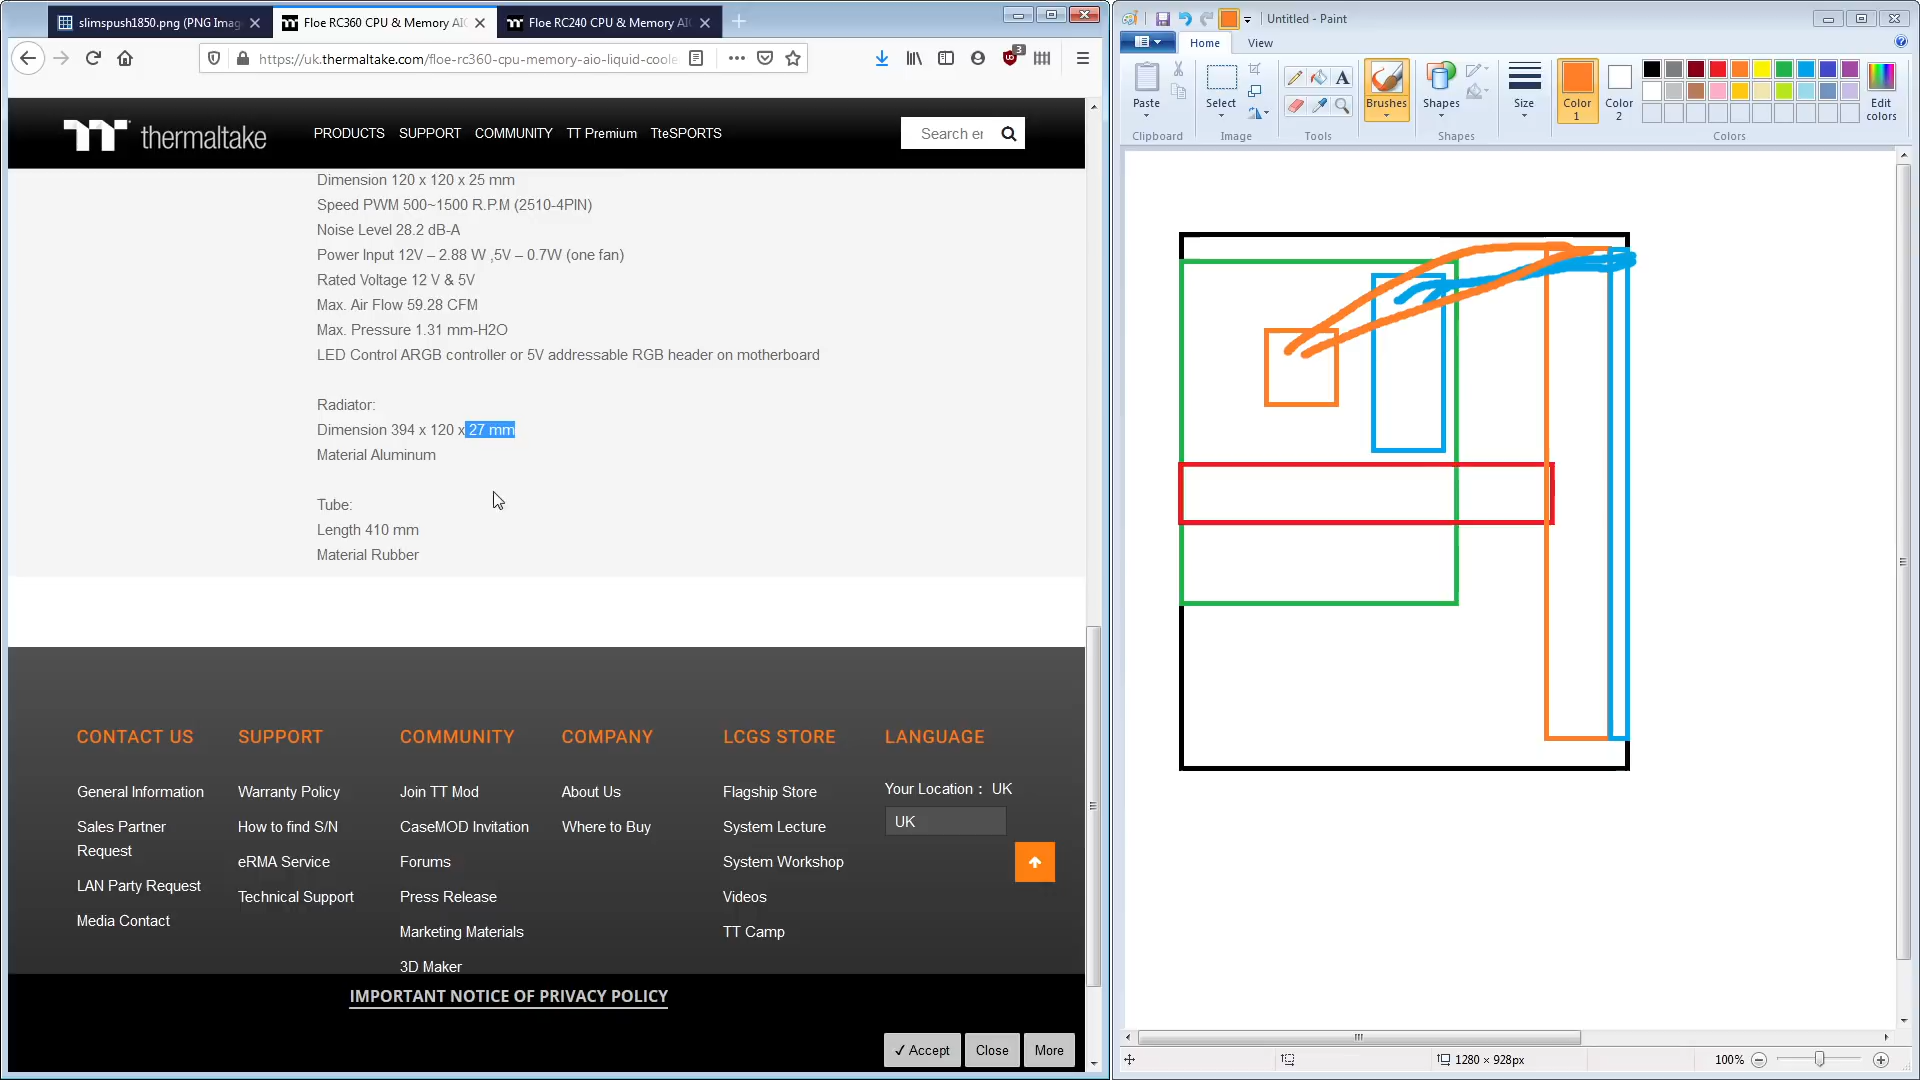 slimspush1850.png (PNG Imag
Floe RC360 CPU & Memory AIO
Floe RC240 CPU & Memory AI
Untitled - Paint
https://uk.thermaltake.com/floe-rc360-cpu-memory-aio-liquid-coole
3
Home
View
Paste
Select
Brushes
Shapes
Size
Color 1
Color 2
Edit colors
Clipboard
Image
Tools
Shapes
Colors
thermaltake
PRODUCTS
SUPPORT
COMMUNITY
TT Premium
TteSPORTS
Search er
Dimension 120 x 120 x 25 mm
Speed PWM 500~1500 R.P.M (2510-4PIN)
Noise Level 28.2 dB-A
Power Input 12V – 2.88 W ,5V – 0.7W (one fan)
Rated Voltage 12 V & 5V
Max. Air Flow 59.28 CFM
Max. Pressure 1.31 mm-H2O
LED Control ARGB controller or 5V addressable RGB header on motherboard
Radiator:
Dimension 394 x 120 x 27 mm
Material Aluminum
Tube:
Length 410 mm
Material Rubber
CONTACT US
General Information
Sales Partner
Request
LAN Party Request
Media Contact
SUPPORT
Warranty Policy
How to find S/N
eRMA Service
Technical Support
COMMUNITY
Join TT Mod
CaseMOD Invitation
Forums
Press Release
Marketing Materials
3D Maker
COMPANY
About Us
Where to Buy
LCGS STORE
Flagship Store
System Lecture
System Workshop
Videos
TT Camp
LANGUAGE
Your Location : UK
UK
IMPORTANT NOTICE OF PRIVACY POLICY
✓ Accept
Close
More
1280 × 928px
100%